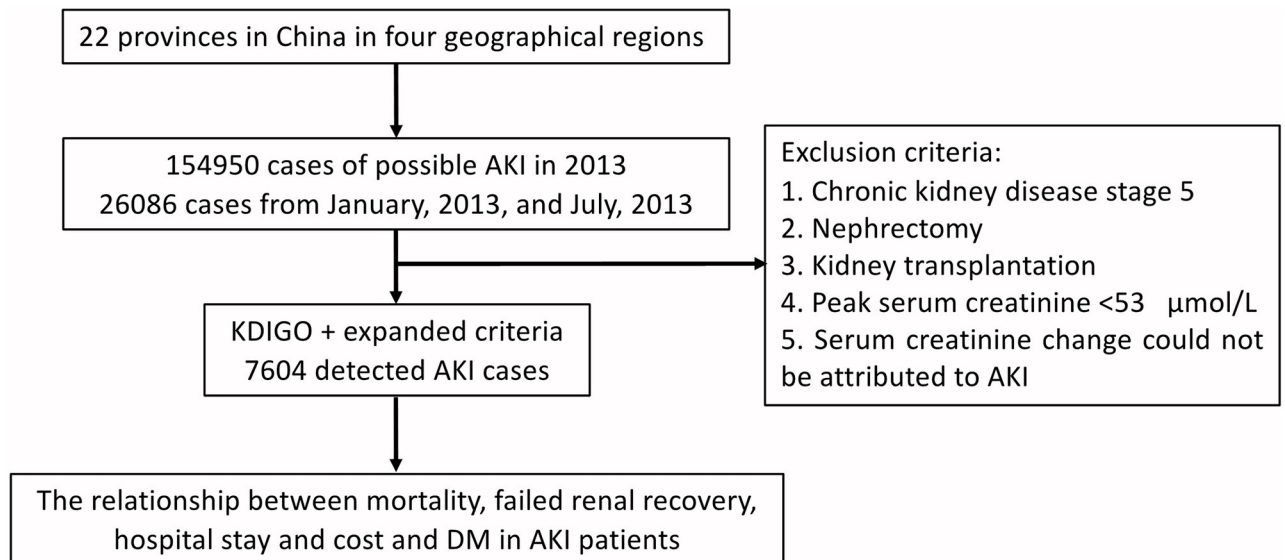 22 provinces in China in four geographical regions
154950 cases of possible AKI in 2013
26086 cases from January, 2013, and July, 2013
Exclusion criteria:
1. Chronic kidney disease stage 5
2. Nephrectomy
3. Kidney transplantation
4. Peak serum creatinine <53 μmol/L
5. Serum creatinine change could not
be attributed to AKI
KDIGO + expanded criteria
7604 detected AKI cases
The relationship between mortality, failed renal recovery,
hospital stay and cost and DM in AKI patients